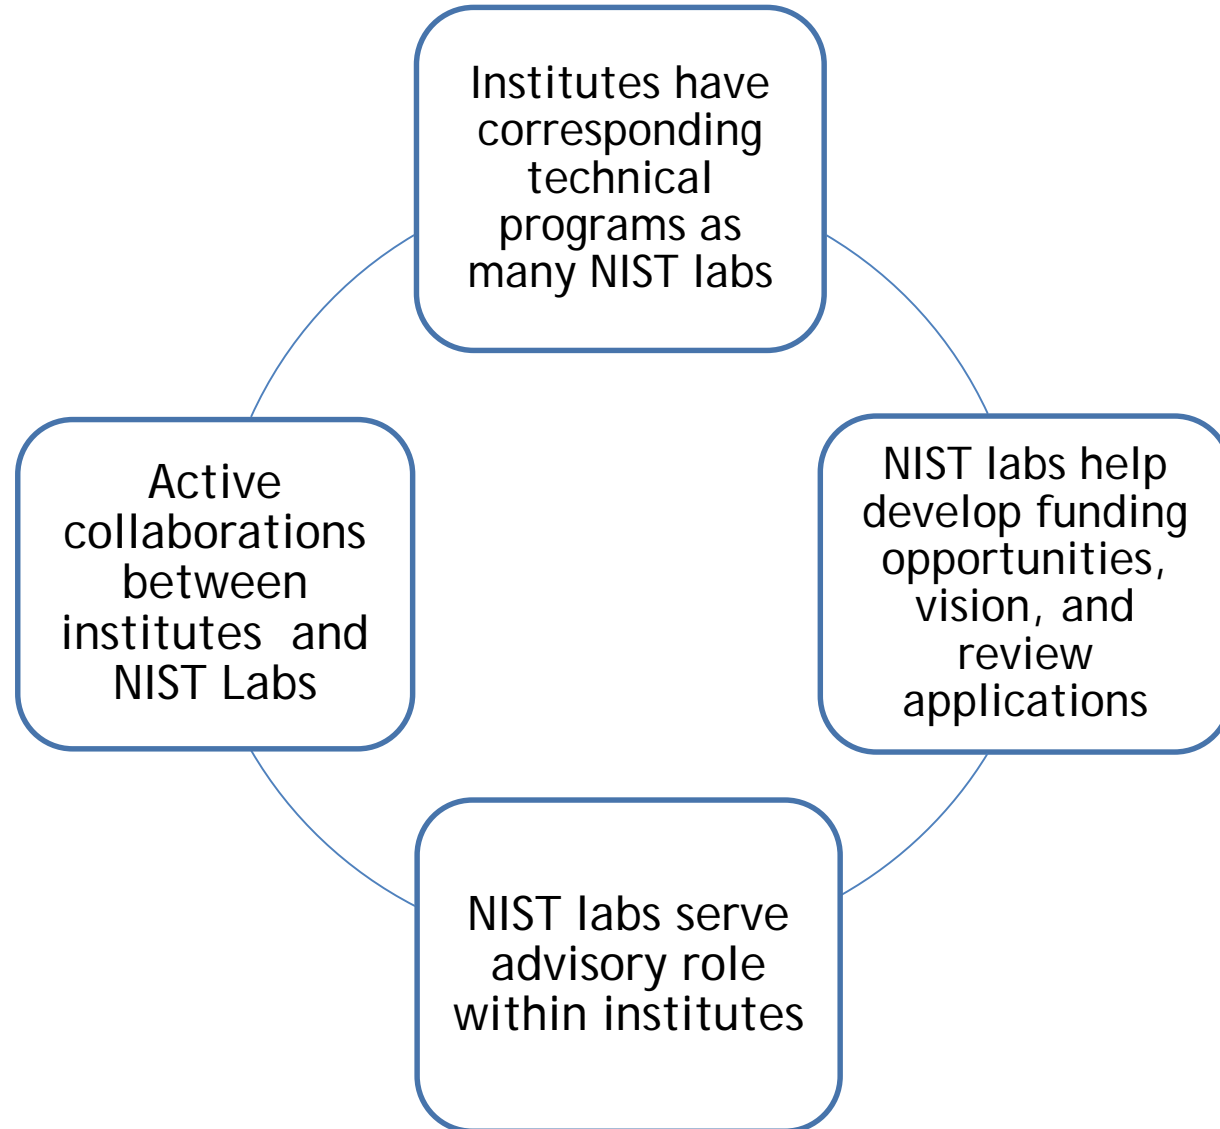 Institutes have
corresponding
technical
programs as
many NIST labs
NIST labs help
develop funding
opportunities,
vision, and
review
applications
NIST labs serve
advisory role
within institutes
Active
collaborations
between
institutes  and
NIST Labs